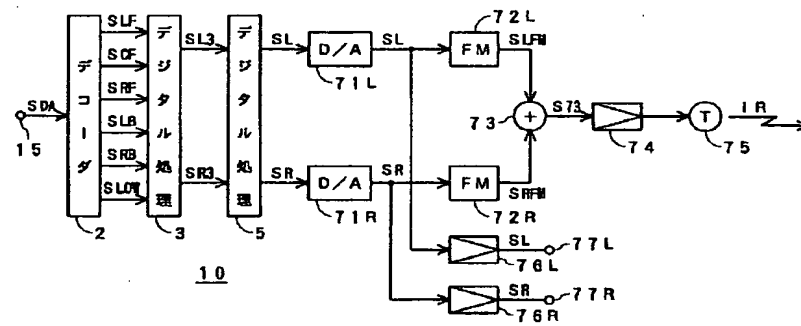 72L
SLF
SCF
SRF
SLB
SRB
SLOW
SL3
SL
D/A
SL
FM
SLFM
71L
SDA
15
デコーダ
デジタル処理
デジタル処理
73
+
S73
74
T
75
IR
SR3
SR
D/A
SR
FM
SRFM
71R
72R
2
3
5
SL
77L
76L
10
SR
77R
76R